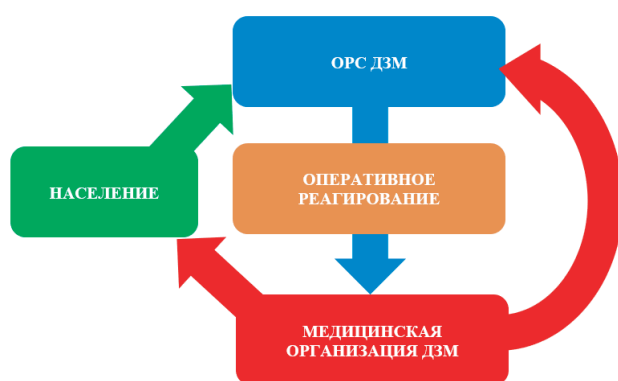 ОРС ДЗМ
НАСЕЛЕНИЕ
ОПЕРАТИВНОЕ
РЕАГИРОВАНИЕ
МЕДИЦИНСКАЯ
ОРГАНИЗАЦИЯ ДЗМ